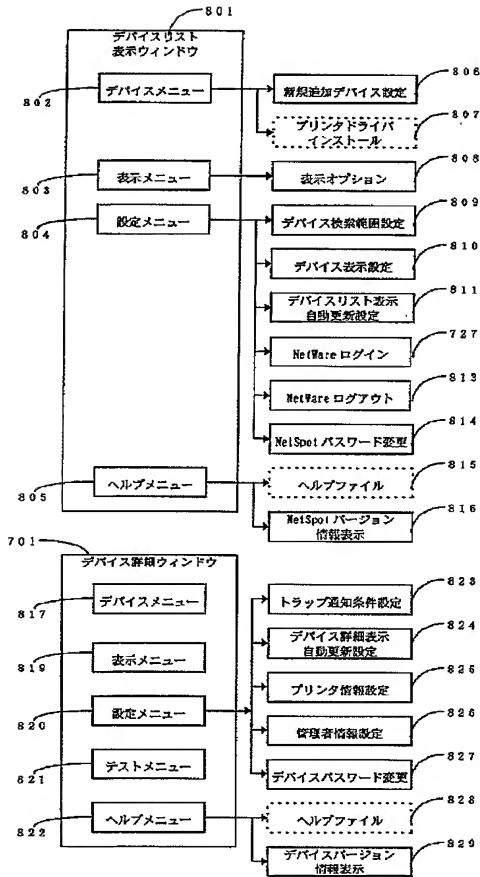 801
デバイスリスト
表示ウィンドウ
802
デバイスメニュー
806
新規追加デバイス設定
807
プリンタドライバ
インストール
803
表示メニュー
808
表示オプション
804
設定メニュー
809
デバイス検索範囲設定
810
デバイス表示設定
811
デバイスリスト表示
自動更新設定
727
NetWare ログイン
813
NetWare ログアウト
814
NetSpot パスワード変更
805
ヘルプメニュー
815
ヘルプファイル
816
NetSpot バージョン
情報表示
701
デバイス詳細ウィンドウ
817
デバイスメニュー
823
トラップ通知条件設定
819
表示メニュー
824
デバイス詳細表示
自動更新設定
820
設定メニュー
825
プリンタ情報設定
826
管理者情報設定
821
テストメニュー
827
デバイスパスワード変更
822
ヘルプメニュー
828
ヘルプファイル
829
デバイスバージョン
情報表示